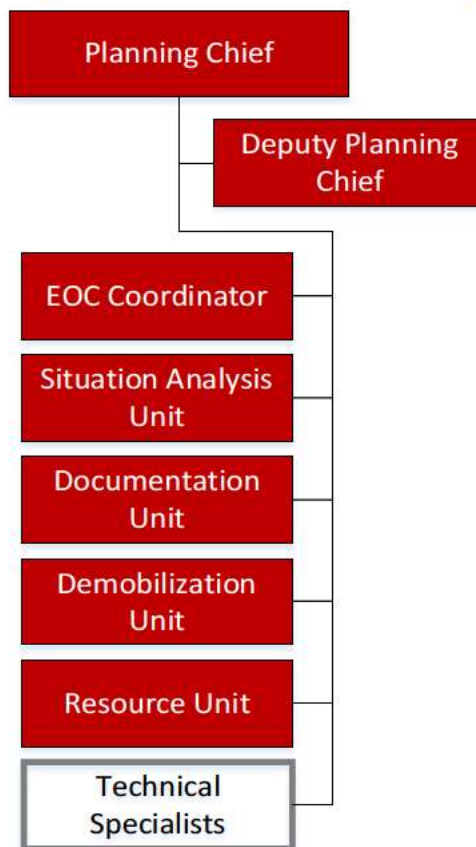 Planning Chief
Deputy Planning
Chief
EOC Coordinator
Situation Analysis
Unit
Documentation
Unit
Demobilization
Unit
Resource Unit
Technical
Specialists